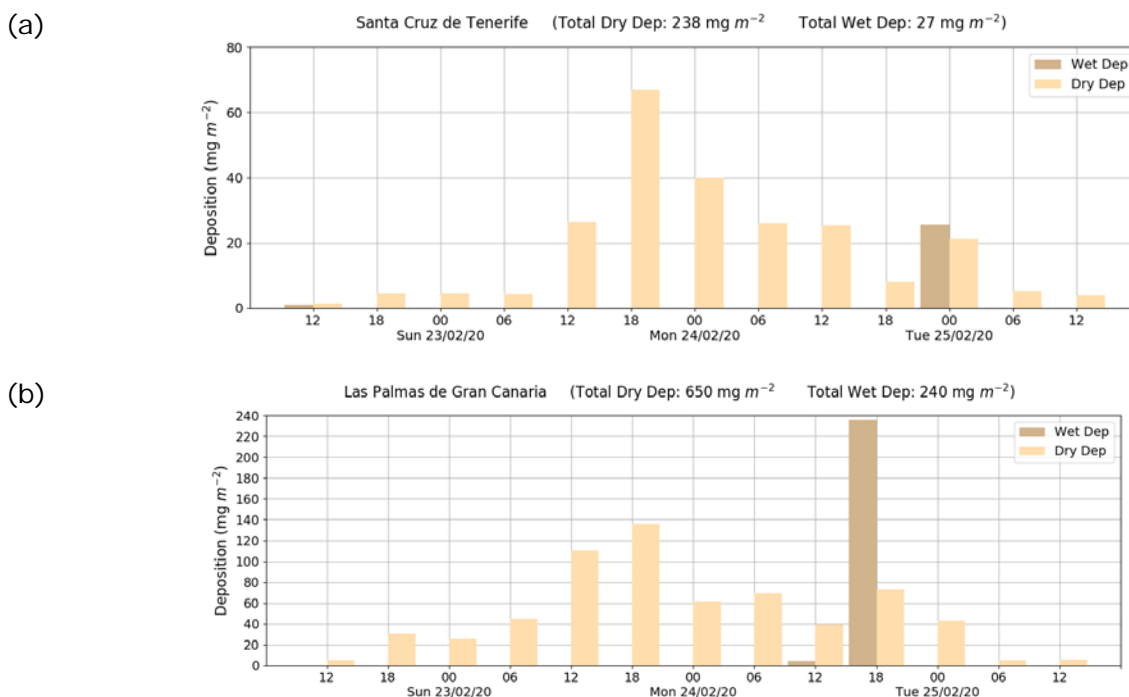 (a)
Santa Cruz de Tenerife (Total Dry Dep: 238 mg m⁻² Total Wet Dep: 27 mg m⁻²)
Deposition (mg m⁻²)
80
60
40
20
0
Wet Dep
Dry Dep
12 18 00 06 12 18 00 06 12 18 00 06 12
Sun 23/02/20 Mon 24/02/20 Tue 25/02/20
(b)
Las Palmas de Gran Canaria (Total Dry Dep: 650 mg m⁻² Total Wet Dep: 240 mg m⁻²)
Deposition (mg m⁻²)
240
220
200
180
160
140
120
100
80
60
40
20
0
Wet Dep
Dry Dep
12 18 00 06 12 18 00 06 12 18 00 06 12
Sun 23/02/20 Mon 24/02/20 Tue 25/02/20